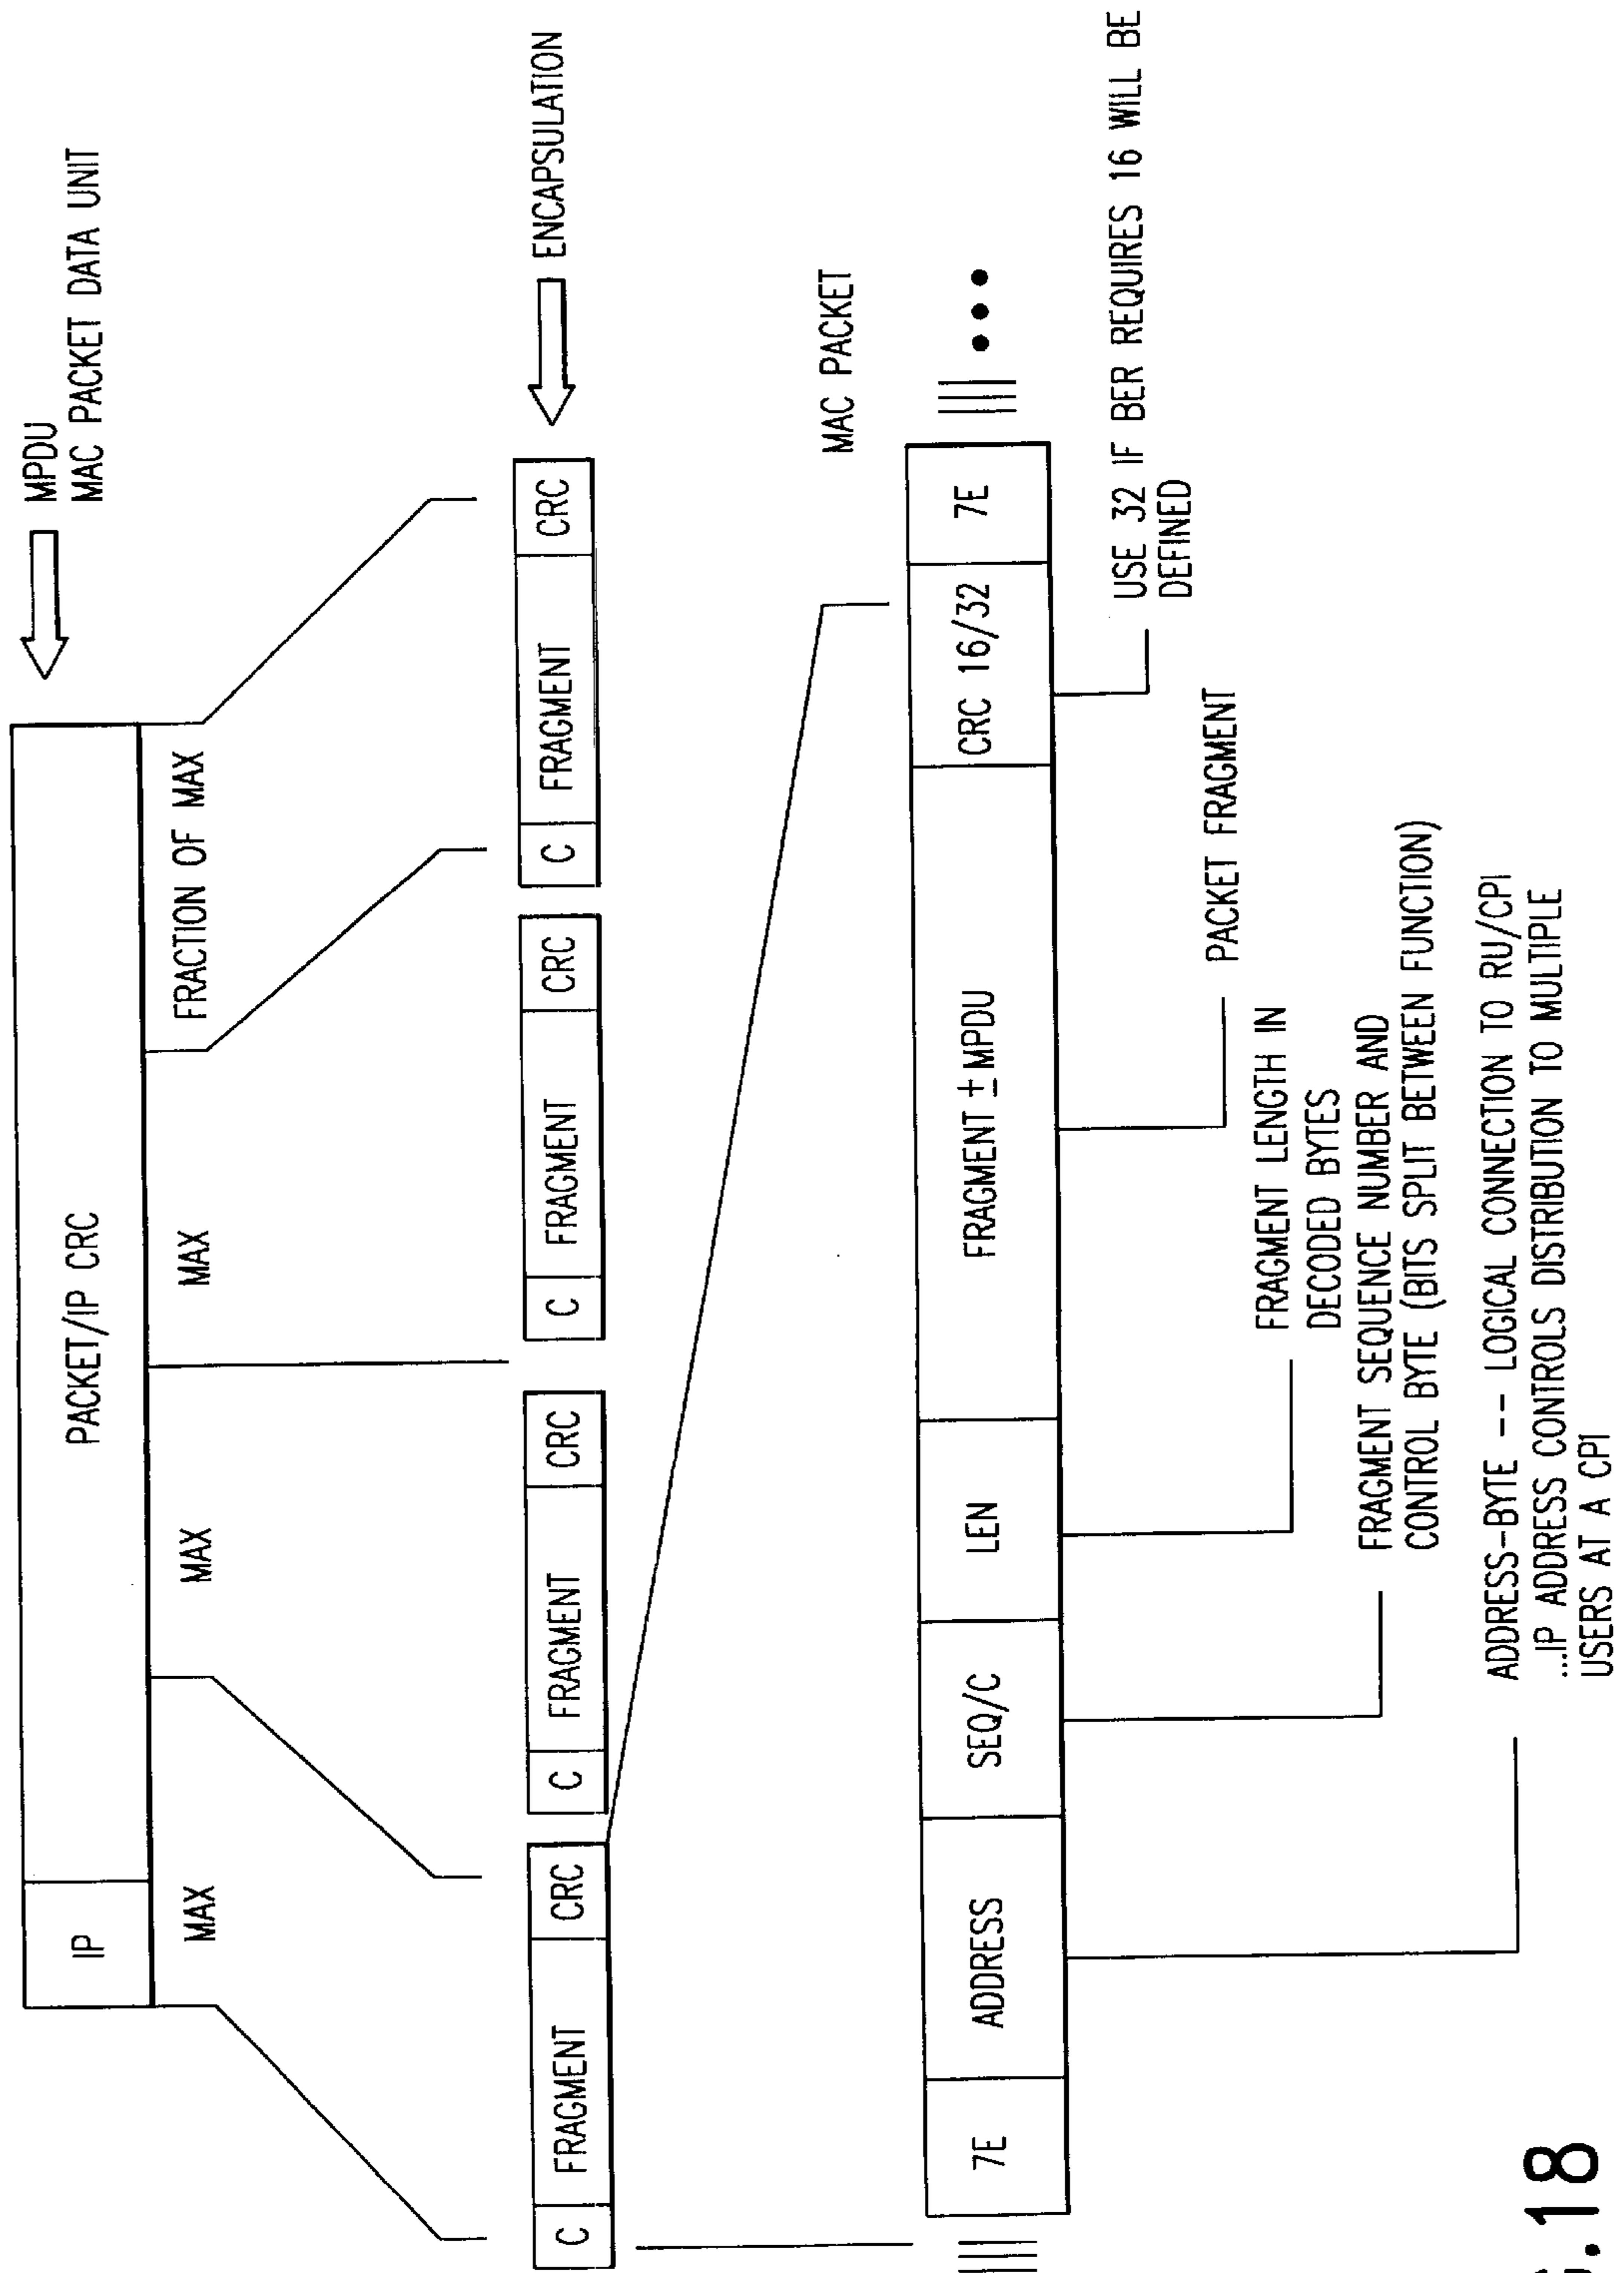 MPDU
MAC PACKET DATA UNIT
IP
PACKET/IP CRC
MAX
MAX
MAX
FRACTION OF MAX
C
FRAGMENT
CRC
C
FRAGMENT
CRC
C
FRAGMENT
CRC
C
FRAGMENT
CRC
ENCAPSULATION
MAC PACKET
7E
ADDRESS
SEQ/C
LEN
FRAGMENT ± MPDU
CRC 16/32
7E
USE 32 IF BER REQUIRES 16 WILL BE
DEFINED
PACKET FRAGMENT
FRAGMENT LENGTH IN
DECODED BYTES
FRAGMENT SEQUENCE NUMBER AND
CONTROL BYTE (BITS SPLIT BETWEEN FUNCTION)
ADDRESS-BYTE -- LOGICAL CONNECTION TO RU/CPI
...IP ADDRESS CONTROLS DISTRIBUTION TO MULTIPLE
USERS AT A CPI
.18